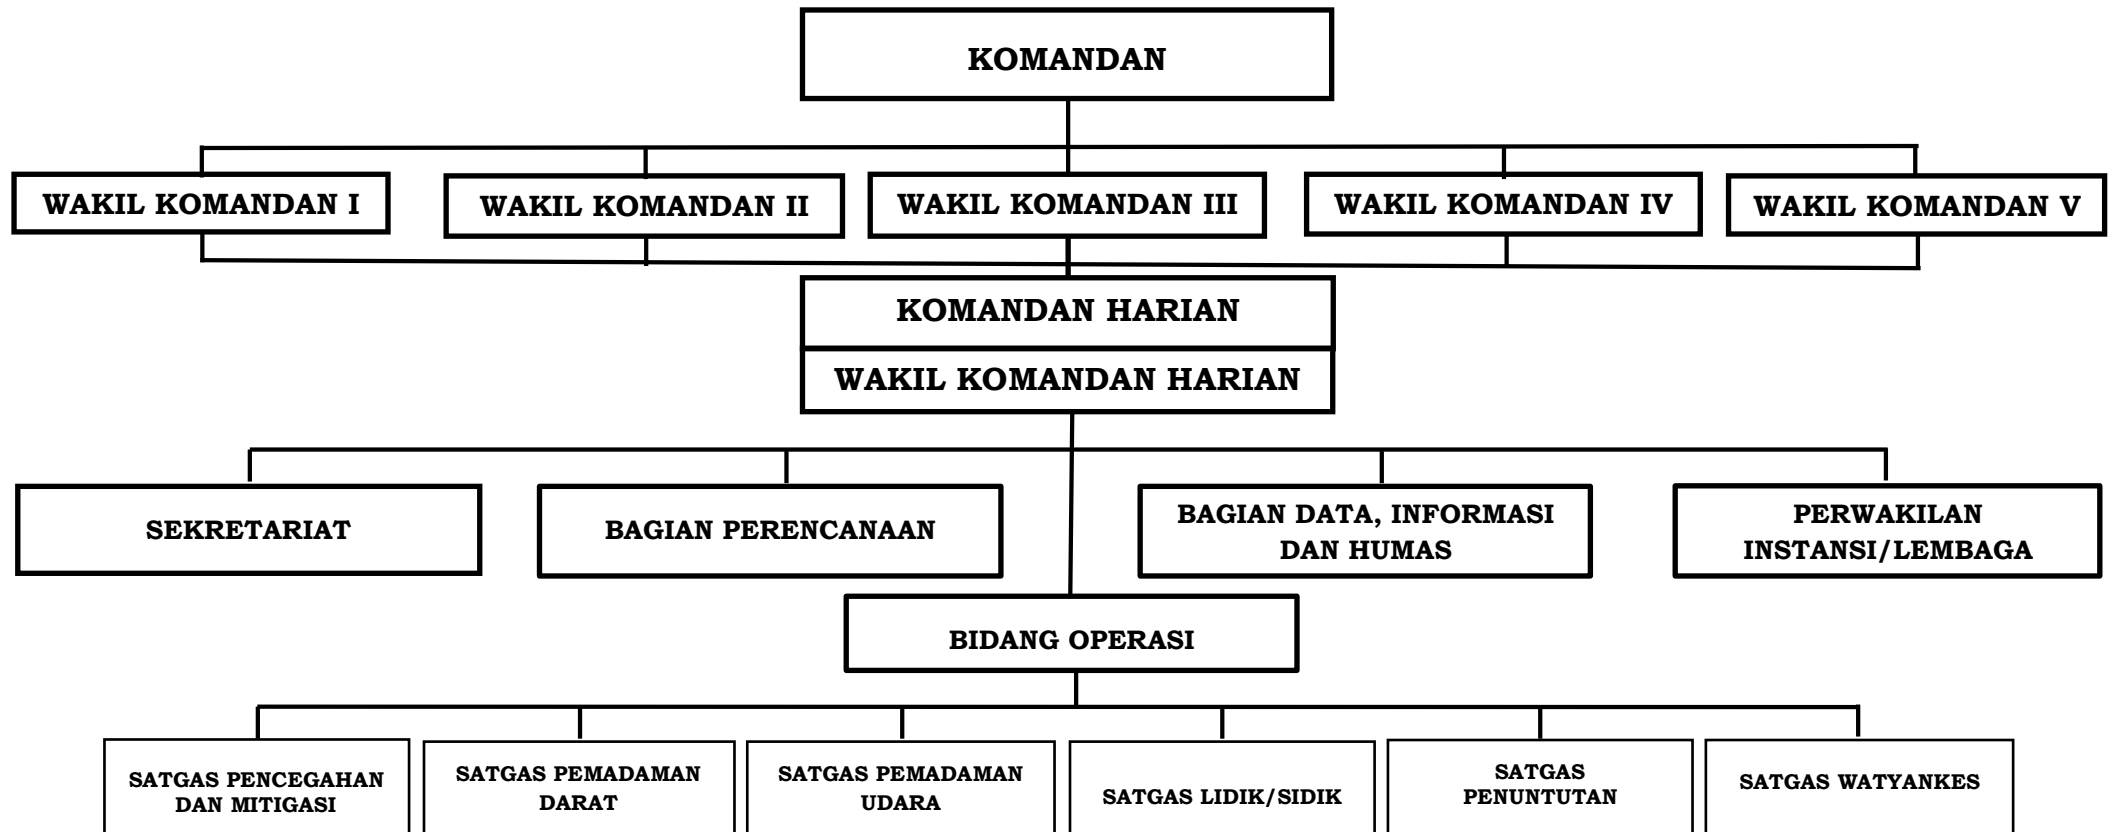 KOMANDAN
WAKIL KOMANDAN I
WAKIL KOMANDAN II
WAKIL KOMANDAN III
WAKIL KOMANDAN IV
WAKIL KOMANDAN V
KOMANDAN HARIAN
WAKIL KOMANDAN HARIAN
SEKRETARIAT
BAGIAN PERENCANAAN
BAGIAN DATA, INFORMASI
DAN HUMAS
PERWAKILAN
INSTANSI/LEMBAGA
BIDANG OPERASI
SATGAS PENCEGAHAN
DAN MITIGASI
SATGAS PEMADAMAN
DARAT
SATGAS PEMADAMAN
UDARA
SATGAS LIDIK/SIDIK
SATGAS
PENUNTUTAN
SATGAS WATYANKES